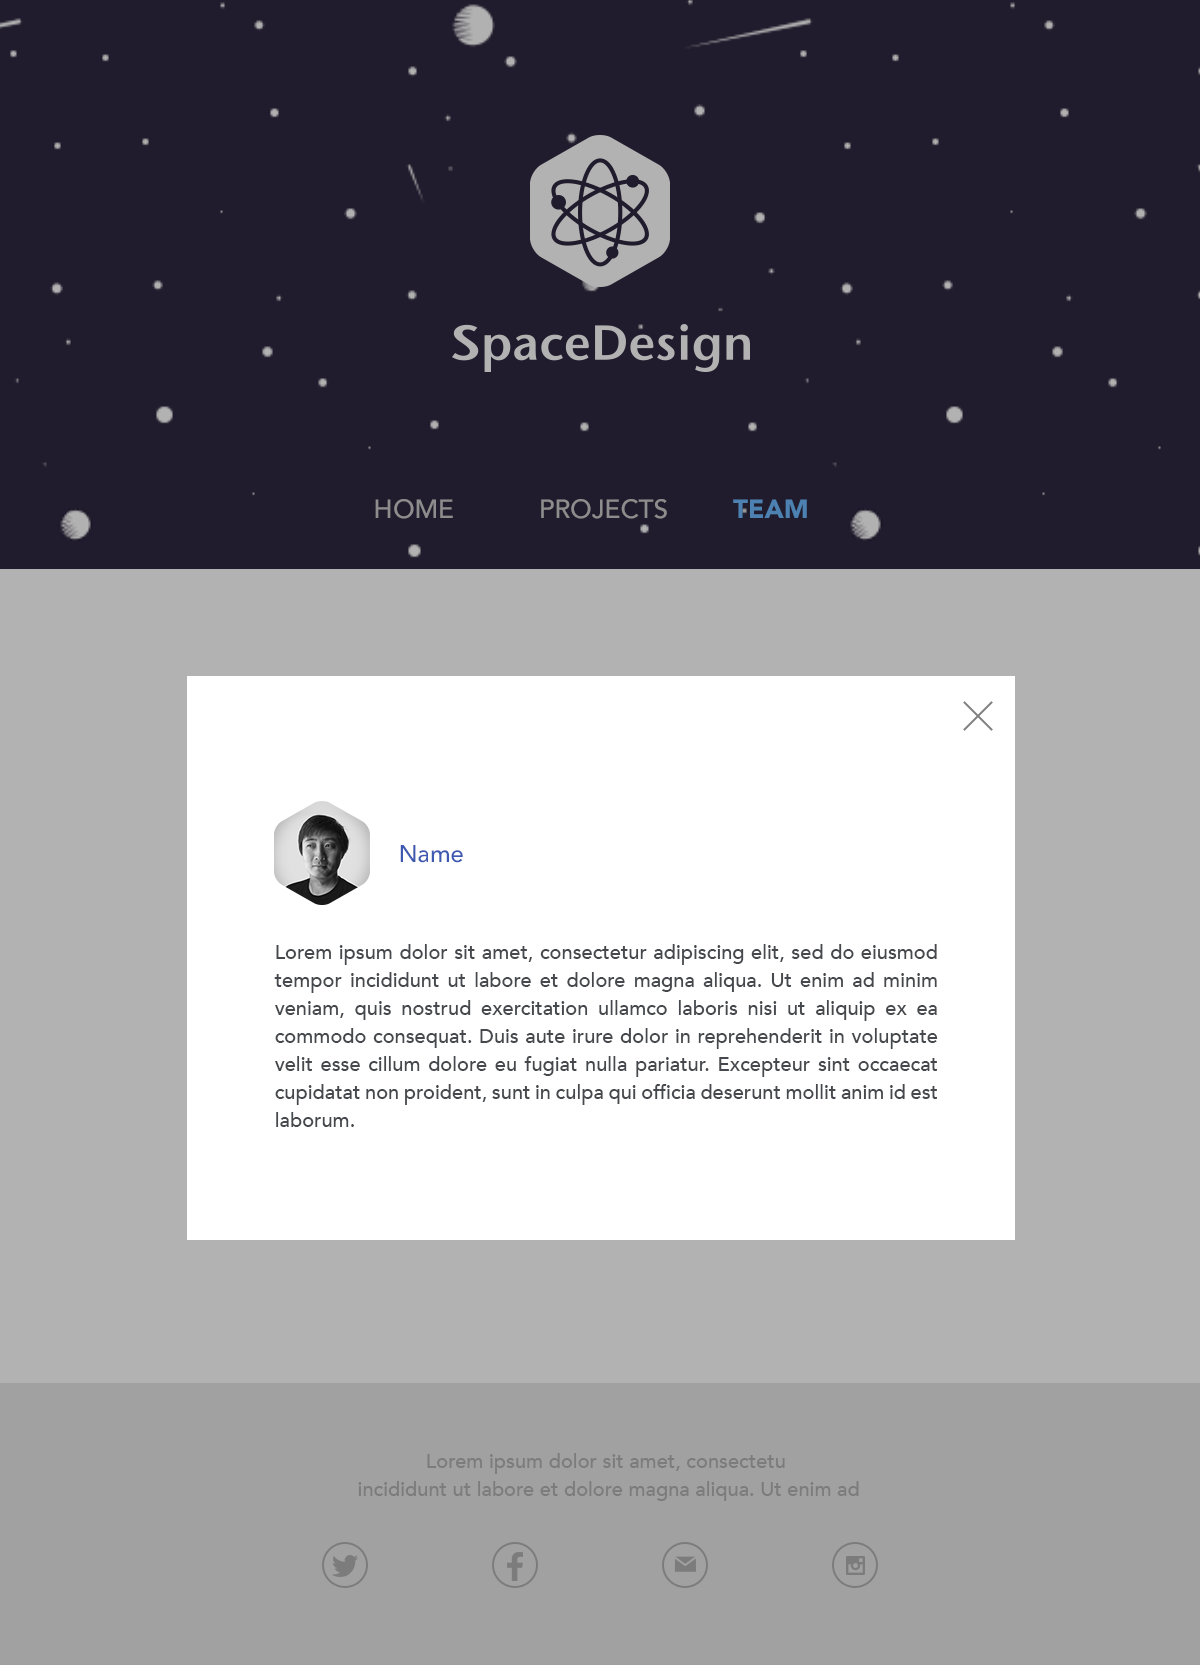 SpaceDesign
HOME PROJECTS TEAM
Name
Lorem ipsum dolor sit amet, consectetur adipiscing elit, sed do eiusmod
tempor incididunt ut labore et dolore magna aliqua. Ut enim ad minim
veniam, quis nostrud exercitation ullamco laboris nisi ut aliquip ex ea
commodo consequat. Duis aute irure dolor in reprehenderit in voluptate
velit esse cillum dolore eu fugiat nulla pariatur. Excepteur sint occaecat
cupidatat non proident, sunt in culpa qui officia deserunt mollit anim id est
laborum.
Lorem ipsum dolor sit amet, consectetu
incididunt ut labore et dolore magna aliqua. Ut enim ad